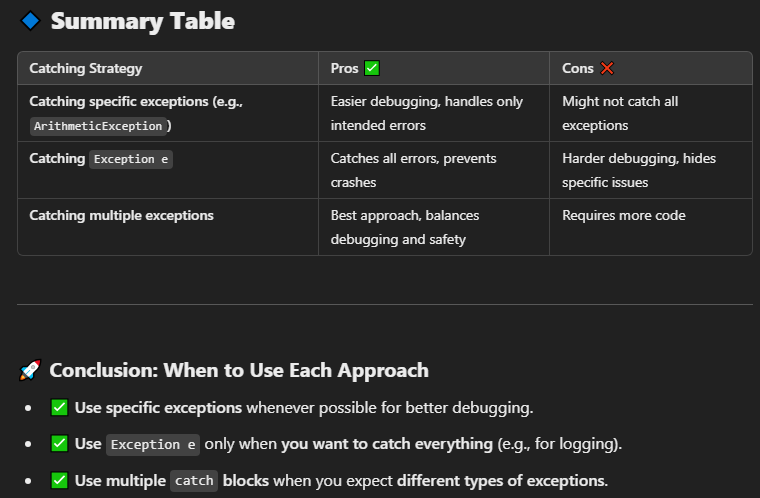 🔷 Summary Table
Catching Strategy Pros ✅ Cons ❌
Catching specific exceptions (e.g., Easier debugging, handles only Might not catch all
ArithmeticException) intended errors exceptions
Catching Exception e Catches all errors, prevents Harder debugging, hides
crashes specific issues
Catching multiple exceptions Best approach, balances Requires more code
debugging and safety
🚀 Conclusion: When to Use Each Approach
• ✅ Use specific exceptions whenever possible for better debugging.
• ✅ Use Exception e only when you want to catch everything (e.g., for logging).
• ✅ Use multiple catch blocks when you expect different types of exceptions.